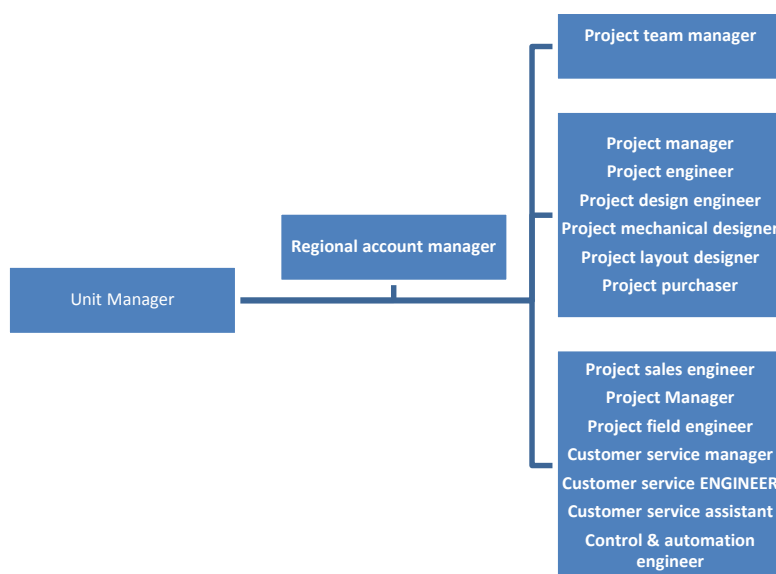 Unit Manager
Regional account manager
Project team manager
Project manager
Project engineer
Project design engineer
Project mechanical designer
Project layout designer
Project purchaser
Project sales engineer
Project Manager
Project field engineer
Customer service manager
Customer service ENGINEER
Customer service assistant
Control & automation
engineer